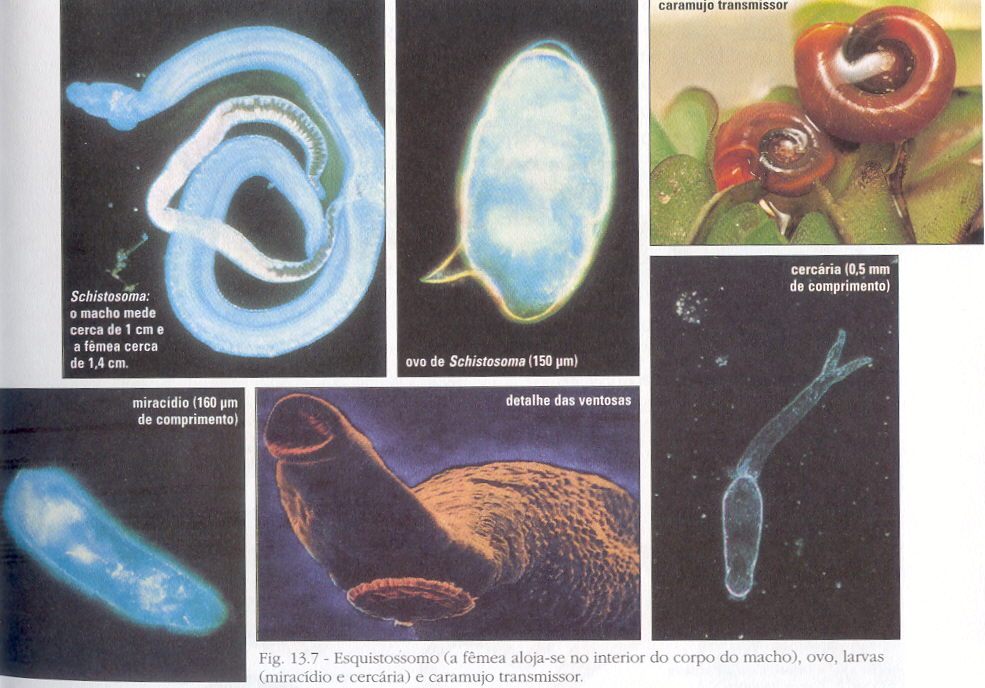 caramujo transmissor
Schistosoma:
o macho mede
cerca de 1 cm e
a fêmea cerca
de 1,4 cm.
ovo de Schistosoma (150 µm)
cercária (0,5 mm
de comprimento)
miracídio (160 µm
de comprimento)
detalhe das ventosas
Fig. 13.7 - Esquistossomo (a fêmea aloja-se no interior do corpo do macho), ovo, larvas
(miracídio e cercária) e caramujo transmissor.